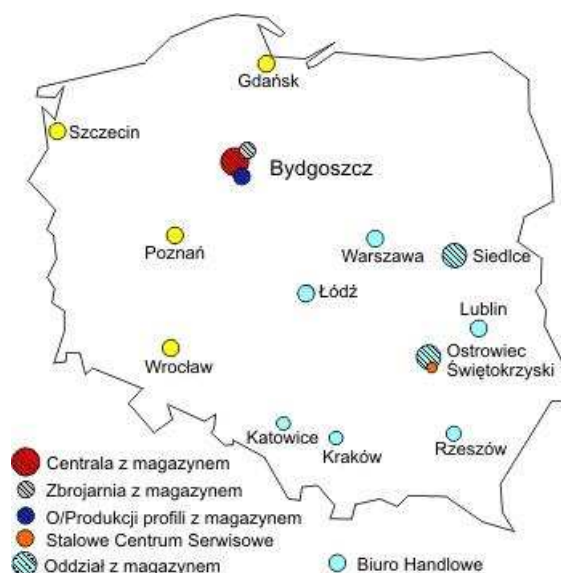 Gdańsk
Szczecin
Bydgoszcz
Poznań
Warszawa
Siedlce
Łódź
Lublin
Wrocław
Ostrowiec
Świętokrzyski
Katowice
Kraków
Rzeszów
Centrala z magazynem
Zbrojarnia z magazynem
O/Produkcji profili z magazynem
Stalowe Centrum Serwisowe
Oddział z magazynem
Biuro Handlowe